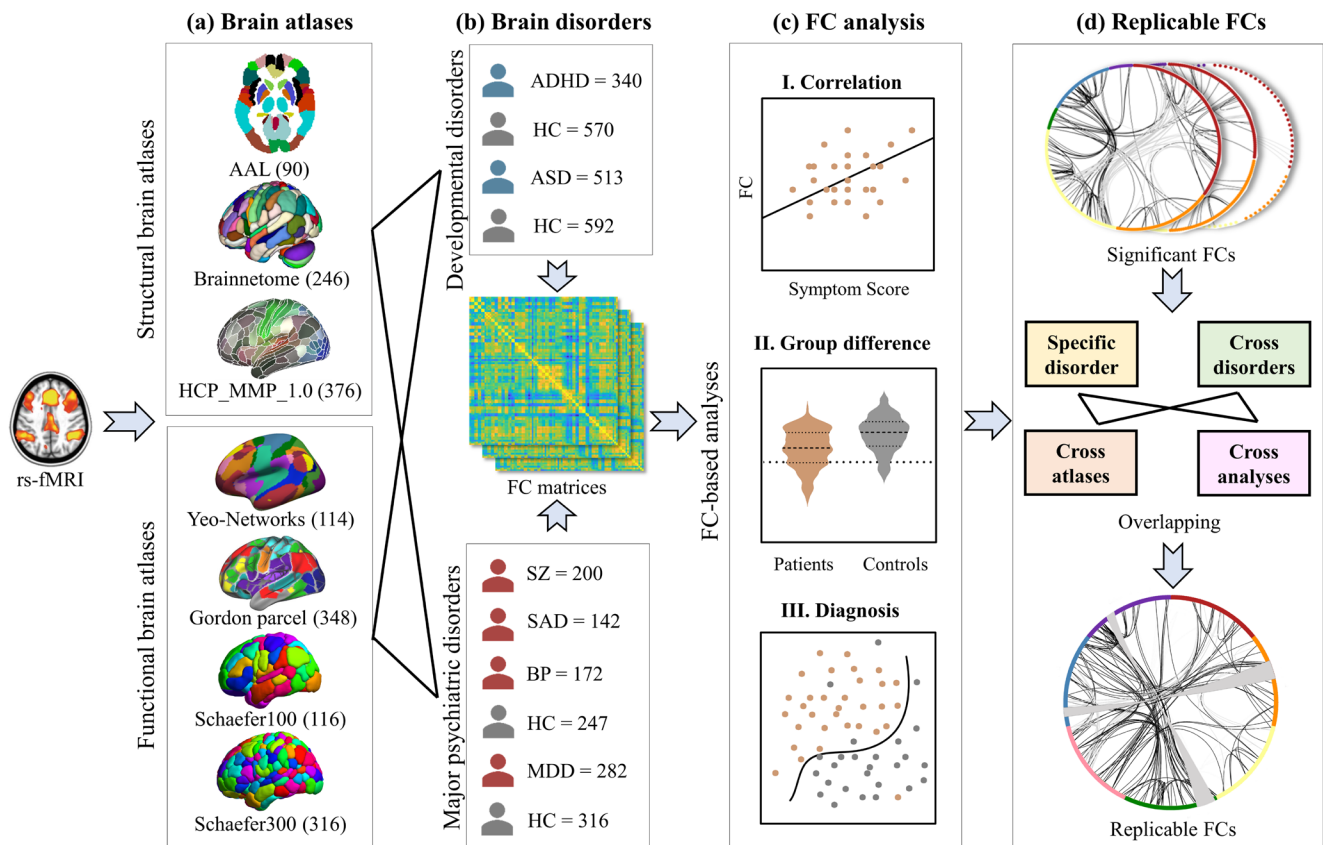 (a) Brain atlases
(b) Brain disorders
(c) FC analysis
(d) Replicable FCs
rs-fMRI
Structural brain atlases
AAL (90)
Brainnetome (246)
HCP_MMP_1.0 (376)
Functional brain atlases
Yeo-Networks (114)
Gordon parcel (348)
Schaefer100 (116)
Schaefer300 (316)
Developmental disorders
ADHD = 340
HC = 570
ASD = 513
HC = 592
FC matrices
Major psychiatric disorders
SZ = 200
SAD = 142
BP = 172
HC = 247
MDD = 282
HC = 316
FC-based analyses
I. Correlation
FC
Symptom Score
II. Group difference
Patients
Controls
III. Diagnosis
Significant FCs
Specific
disorder
Cross
disorders
Cross
atlases
Cross
analyses
Overlapping
Replicable FCs